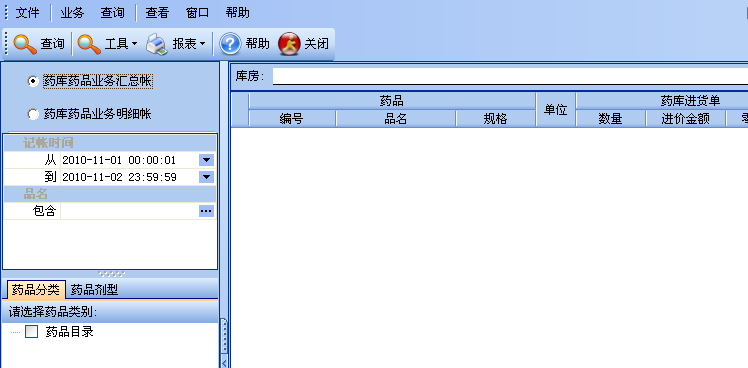 文件 业务 查询 查看 窗口 帮助
查询 工具 报表 帮助 关闭
药库药品业务汇总帐
药库药品业务明细帐
记帐时间
从 2010-11-01 00:00:01
到 2010-11-02 23:59:59
品名
包含
药品分类 药品剂型
请选择药品类别:
药品目录
库房:
药品 单位 药库进货单
编号 品名 规格 数量 进价金额